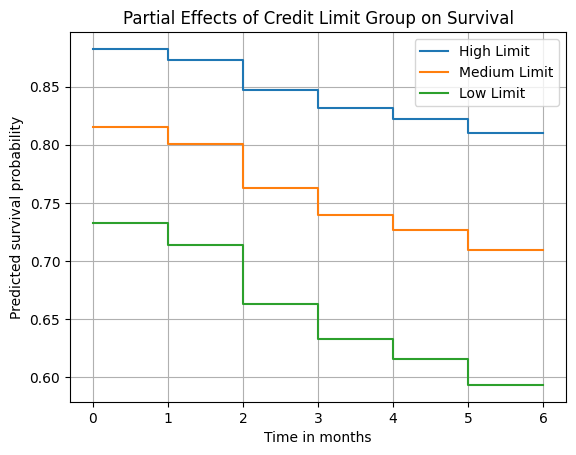 Partial Effects of Credit Limit Group on Survival
High Limit
Medium Limit
Low Limit
Predicted survival probability
0.85
0.80
0.75
0.70
0.65
0.60
0 1 2 3 4 5 6
Time in months